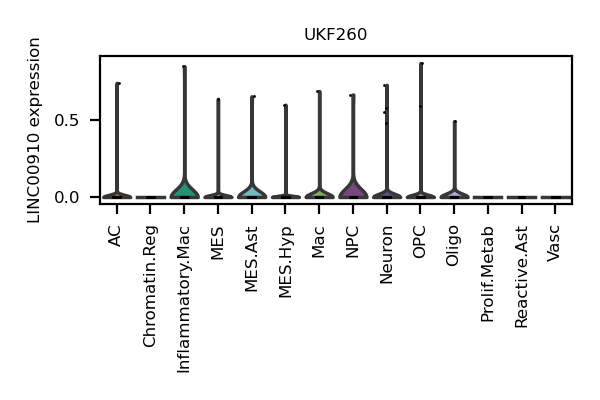 UKF260
LINC00910 expression
0.5
0.0
AC
Chromatin.Reg
Inflammatory.Mac
MES
MES.Ast
MES.Hyp
Mac
NPC
Neuron
OPC
Oligo
Prolif.Metab
Reactive.Ast
Vasc